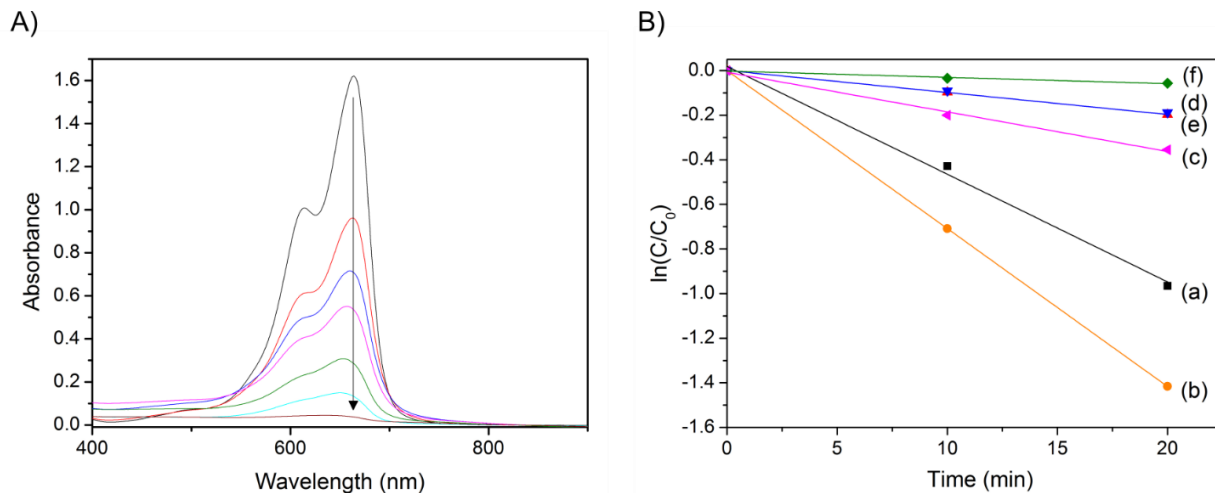 A)
1.6
1.4
1.2
1.0
0.8
0.6
0.4
0.2
0.0
Absorbance
400
600
800
Wavelength (nm)
B)
0.0
-0.2
-0.4
-0.6
-0.8
-1.0
-1.2
-1.4
-1.6
ln(C/C0)
0
5
10
15
20
Time (min)
(f)
(d)
(e)
(c)
(a)
(b)